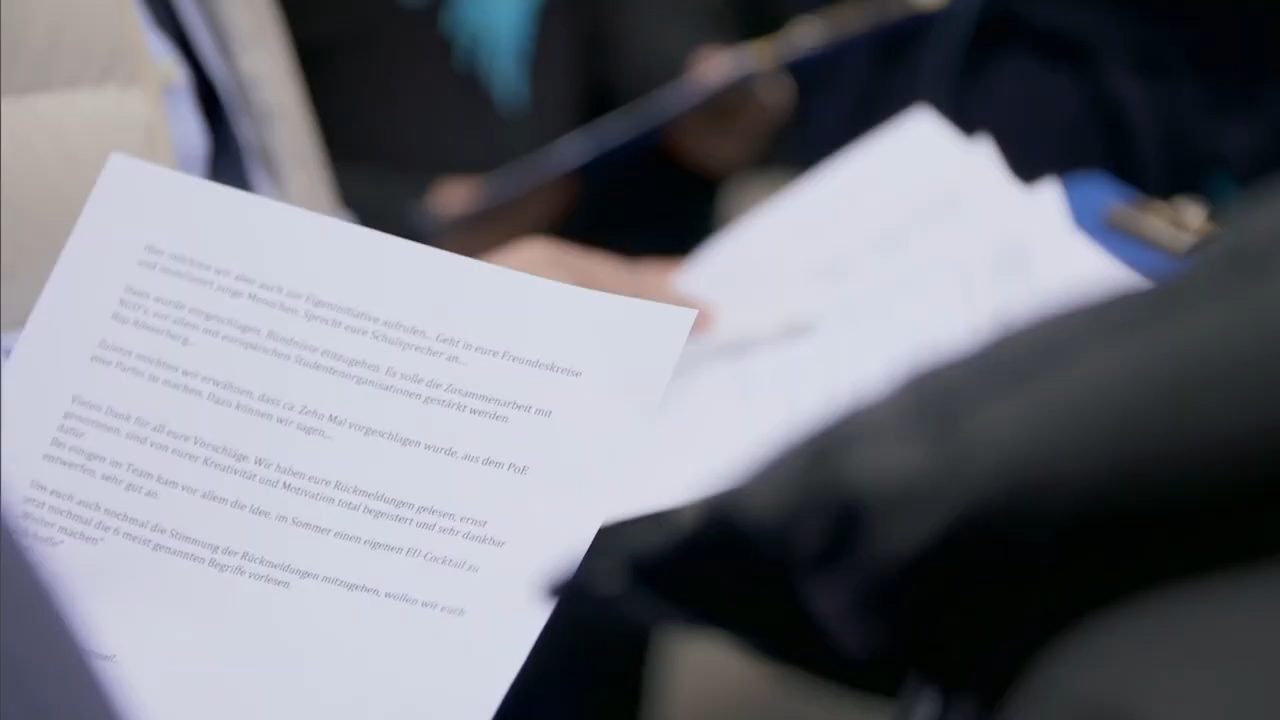 Hier möchten wir aber auch zur Eigeninitiative aufrufen... Geht in eure Freundeskreise
und motiviert junge Menschen. Sprecht eure Schulsprecher an...
Dazu wurde vorgeschlagen, Bündnisse einzugehen. Es solle die Zusammenarbeit mit
NGO's, vor allem mit europäischen Studentenorganisationen gestärkt werden.
Zuletzt möchten wir erwähnen, dass ca. Zehn Mal vorgeschlagen wurde, aus dem PoE
eine Partei zu machen. Dazu können wir sagen...
Vielen Dank für all eure Vorschläge. Wir haben eure Rückmeldungen gelesen, ernst
genommen, sind von eurer Kreativität und Motivation total begeistert und sehr dankbar
dafür.
Bei einigen im Team kam vor allem die Idee, im Sommer einen eigenen EU-Cocktail zu
entwerfen, sehr gut an.
Um euch auch nochmal die Stimmung der Rückmeldungen mitzugeben, wollen wir euch
jetzt nochmal die 6 meist genannten Begriffe vorlesen.
machen"